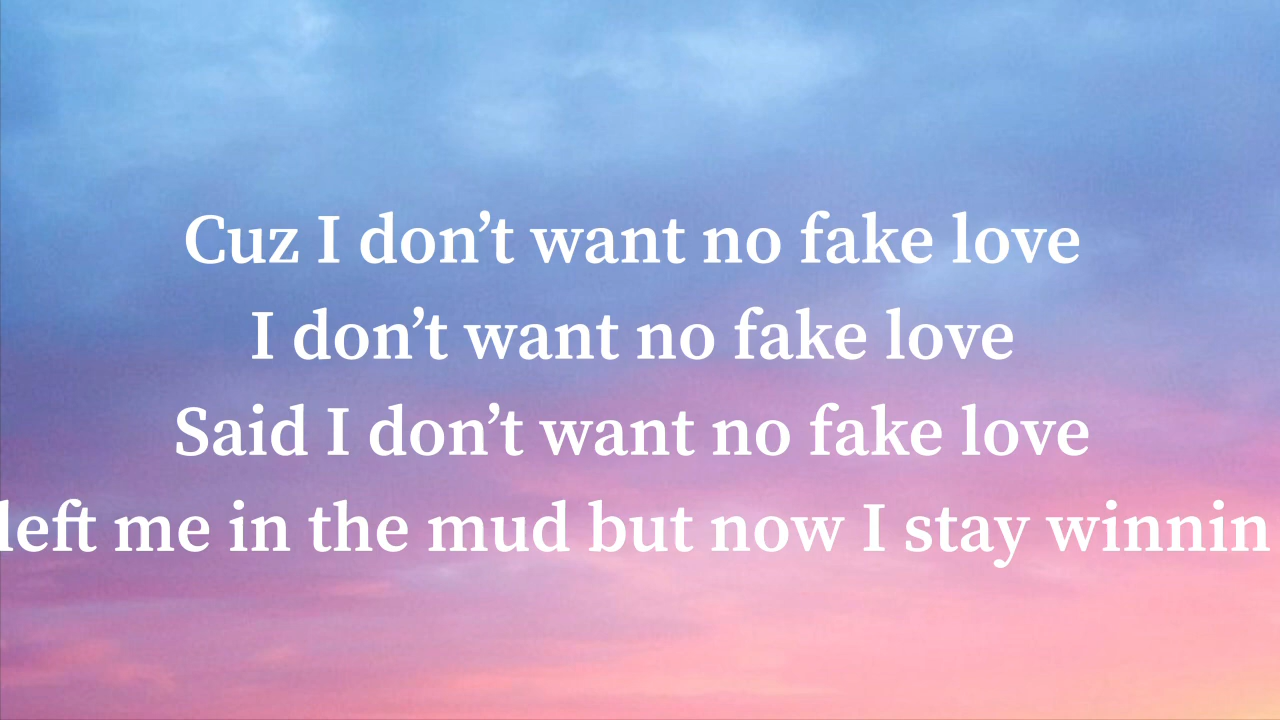 Cuz I don’t want no fake love
I don’t want no fake love
Said I don’t want no fake love
left me in the mud but now I stay winnin